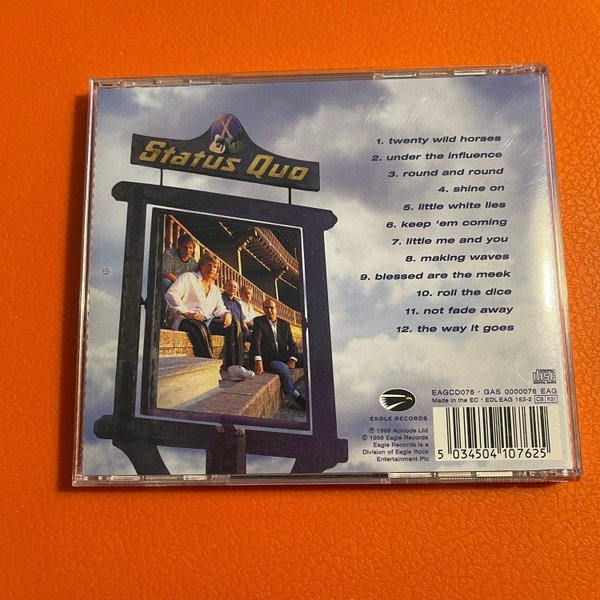 Status Quo
1. twenty wild horses
2. under the influence
3. round and round
4. shine on
5. little white lies
6. keep 'em coming
7. little me and you
8. making waves
9. blessed are the meek
10. roll the dice
11. not fade away
12. the way it goes
disc
EAGLE RECORDS
℗ 1999 Acklode Ltd
© 1999 Eagle Records
Eagle Records is a
Division of Eagle Rock
Entertainment Plc
EAGCD076 · GAS 0000076 EAG
Made in the EC · EDL EAG 153-2 CB 931
5 034504 107625